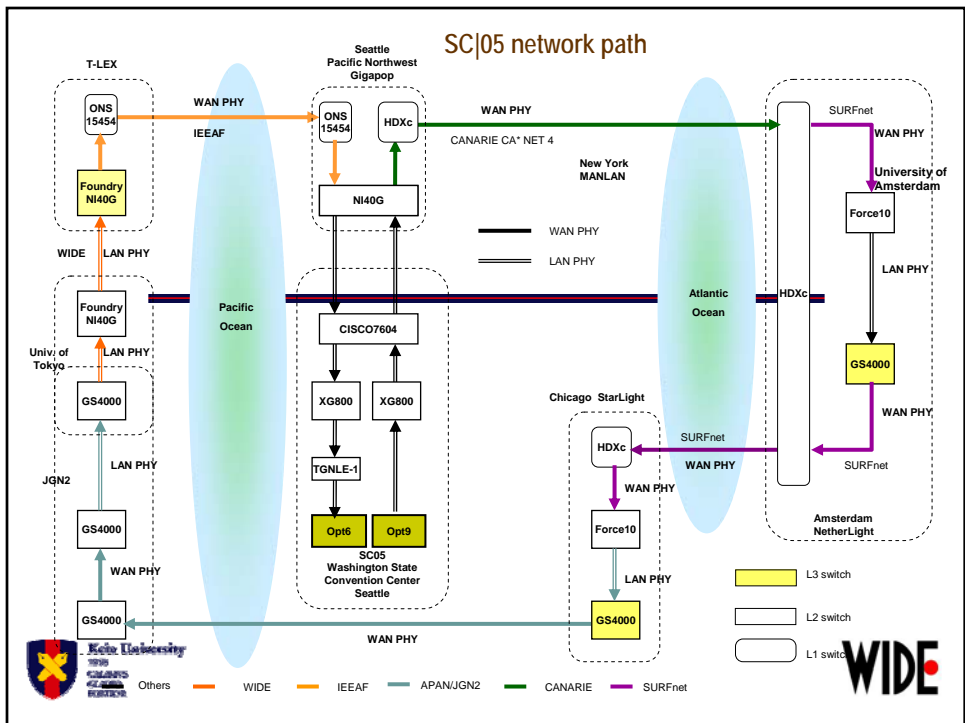 SC|05 network path
T-LEX
ONS
15454
WAN PHY
IEEAF
Foundry
NI40G
WIDE
LAN PHY
Foundry
NI40G
Univ. of
Tokyo
LAN PHY
GS4000
JGN2
LAN PHY
GS4000
WAN PHY
GS4000
Pacific
Ocean
Seattle
Pacific Northwest
Gigapop
ONS
15454
HDXc
NI40G
CISCO7604
XG800
XG800
TGNLE-1
Opt6
Opt9
SC05
Washington State
Convention Center
Seattle
WAN PHY
CANARIE CA* NET 4
New York
MANLAN
WAN PHY
LAN PHY
Atlantic
Ocean
HDXc
SURFnet
WAN PHY
University of
Amsterdam
Force10
LAN PHY
GS4000
WAN PHY
SURFnet
Amsterdam
NetherLight
Chicago StarLight
HDXc
SURFnet
WAN PHY
WAN PHY
Force10
LAN PHY
GS4000
WAN PHY
L3 switch
L2 switch
L1 switch
Keio University
Others
WIDE
IEEAF
APAN/JGN2
CANARIE
SURFnet
WIDE